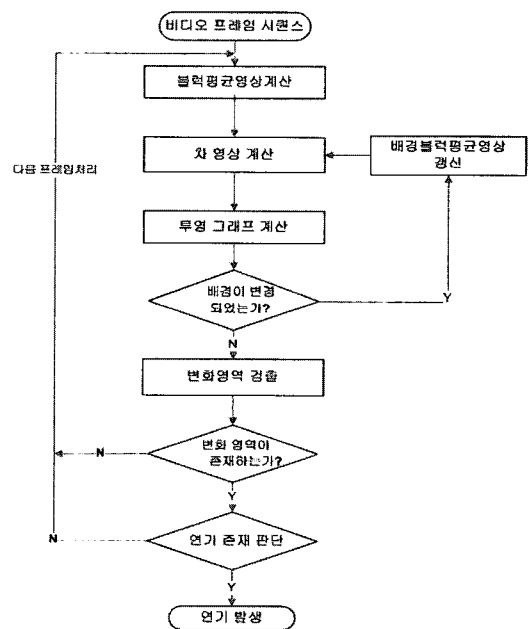 비디오 프레임 시퀀스
블럭평균영상계산
차 영상 계산
배경블럭평균영상
갱신
다음 프레임처리
투영 그래프 계산
배경이 변경
되었는가?
Y
N
변화영역 검출
변화 영역이
존재하는가?
N
Y
연기 존재 판단
N
Y
연기 발생